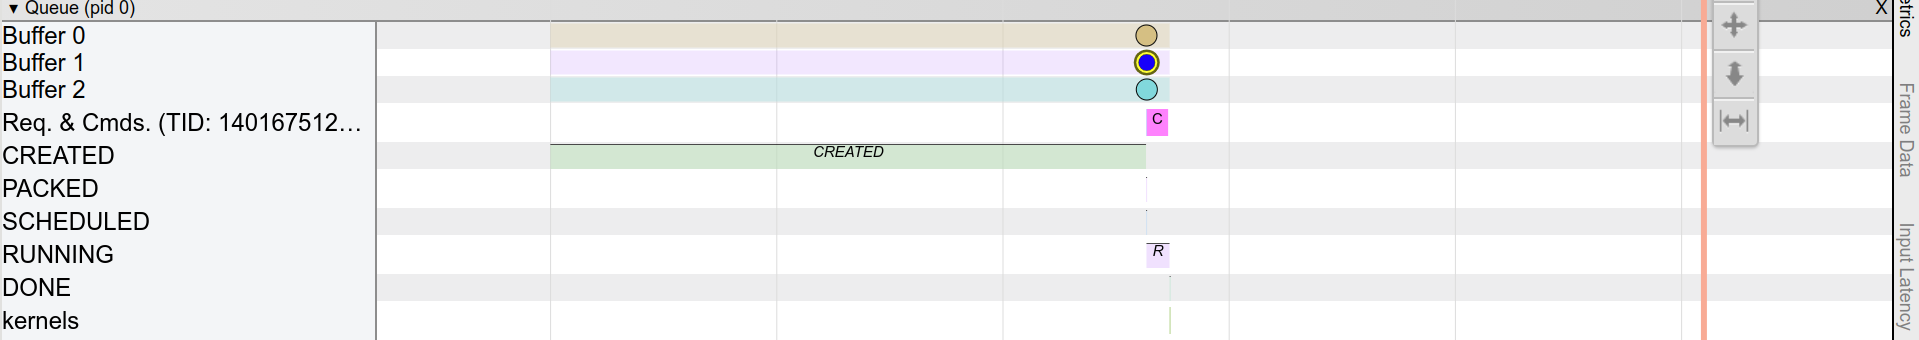 ▼ Queue (pid 0)
X
Buffer 0
Buffer 1
Buffer 2
Req. & Cmds. (TID: 140167512…
C
CREATED
CREATED
PACKED
SCHEDULED
RUNNING
R
DONE
kernels
etrics
Frame Data
Input Latency